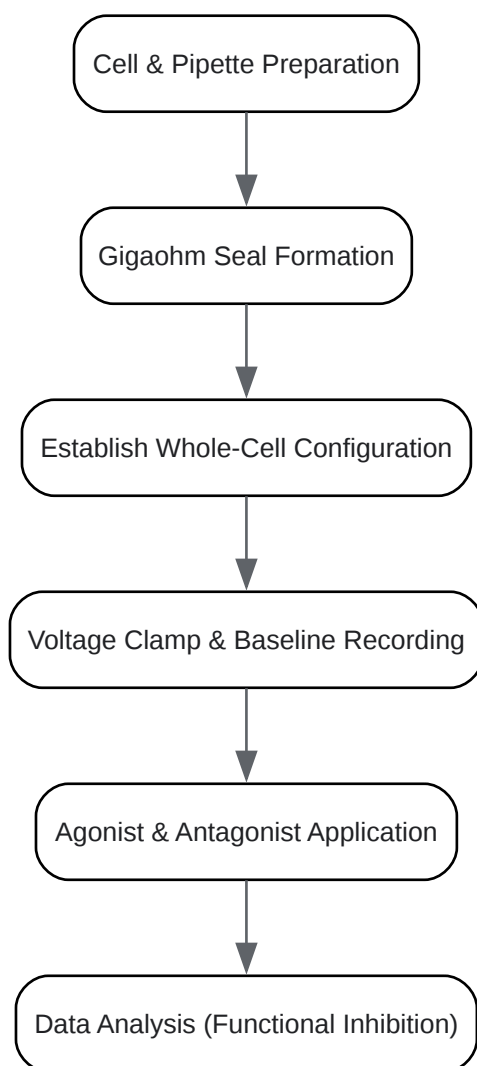 Cell & Pipette Preparation
Gigaohm Seal Formation
Establish Whole-Cell Configuration
Voltage Clamp & Baseline Recording
Agonist & Antagonist Application
Data Analysis (Functional Inhibition)